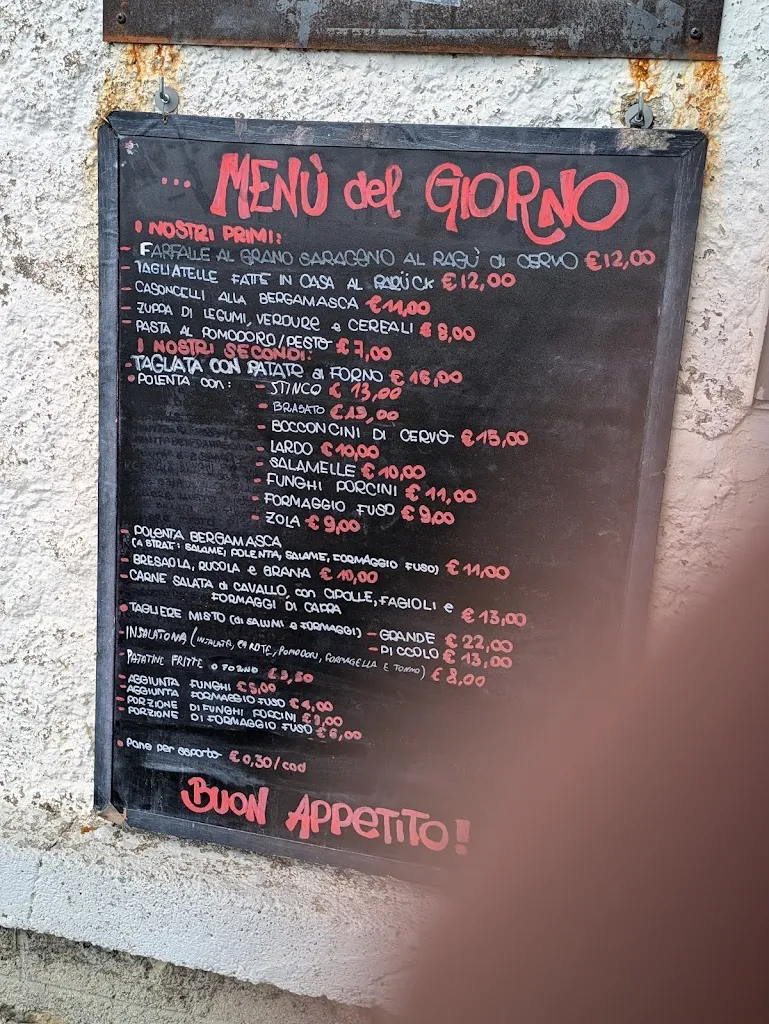 ... MENÙ del GIORNO
I NOSTRI PRIMI:
- FARFALLE AL GRANO SARACENO AL RAGÙ di CERVO €12,00
- TAGLIATELLE FATTE IN CASA AL BARÜCK €12,00
- CASONCELLI ALLA BERGAMASCA €11,00
- ZUPPA DI LEGUMI, VERDURE e CEREALI € 9,00
- PASTA AL POMODORO/PESTO € 7,00
I NOSTRI SECONDI:
- TAGLIATA CON PATATE al FORNO € 16,00
• POLENTA CON: - STINCO € 13,00
- BRASATO €13,00
- BOCCONCINI DI CERVO €15,00
- LARDO €10,00
- SALAMELLE €10,00
- FUNGHI PORCINI € 11,00
- FORMAGGIO FUSO € 9,00
- ZOLA € 9,00
- POLENTA BERGAMASCA
(A STRATI: SALAME, POLENTA, SALAME, FORMAGGIO FUSO) € 11,00
- BRESAOLA, RUCOLA e GRANA € 10,00
- CARNE SALATA di CAVALLO, con CIPOLLE, FAGIOLI e
FORMAGGI DI CAPRA € 13,00
• TAGLIERE MISTO (di SALUMI e FORMAGGI) - GRANDE € 22,00
- PICCOLO € 13,00
- INSALATONA (INSALATA, CAROTE, POMODORI, FORMAGELLA E TONNO) € 8,00
- PATATINE FRITTE o FORNO € 3,50
- AGGIUNTA FUNGHI € 5,00
- AGGIUNTA FORMAGGIO FUSO € 4,00
- PORZIONE DI FUNGHI PORCINI € 9,00
- PORZIONE DI FORMAGGIO FUSO € 6,00
• Pane per asporto € 0,30/cad
BUON APPETITO!